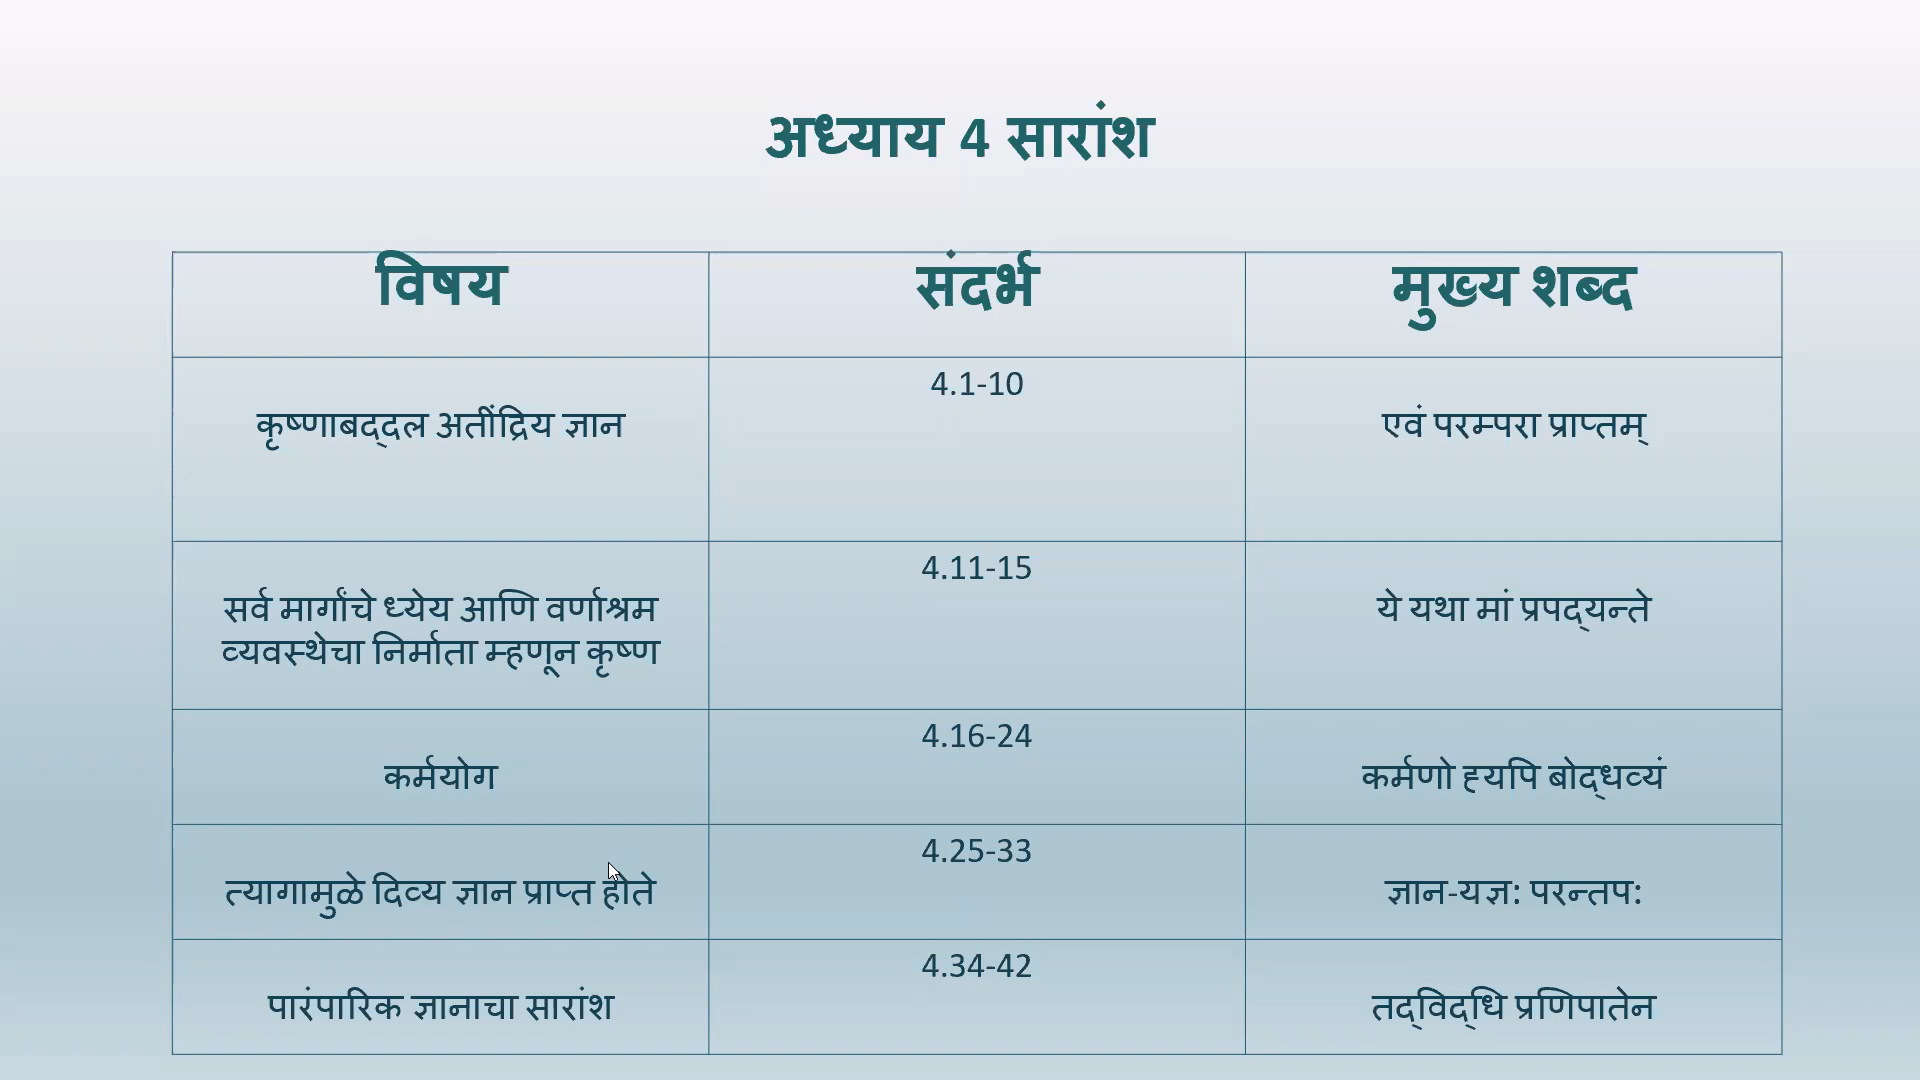 अध्याय 4 सारांश
विषय संदर्भ मुख्य शब्द
कृष्णाबद्दल अतींद्रिय ज्ञान 4.1-10 एवं परम्परा प्राप्तम्
सर्व मार्गांचे ध्येय आणि वर्णाश्रम
व्यवस्थेचा निर्माता म्हणून कृष्ण
4.11-15 ये यथा मां प्रपद्यन्ते
कर्मयोग 4.16-24 कर्मणो ह्यपि बोद्धव्यं
त्यागामुळे दिव्य ज्ञान प्राप्त होते 4.25-33 ज्ञान-यज्ञ: परन्तप:
पारंपारिक ज्ञानाचा सारांश 4.34-42 तद्विद्धि प्रणिपातेन